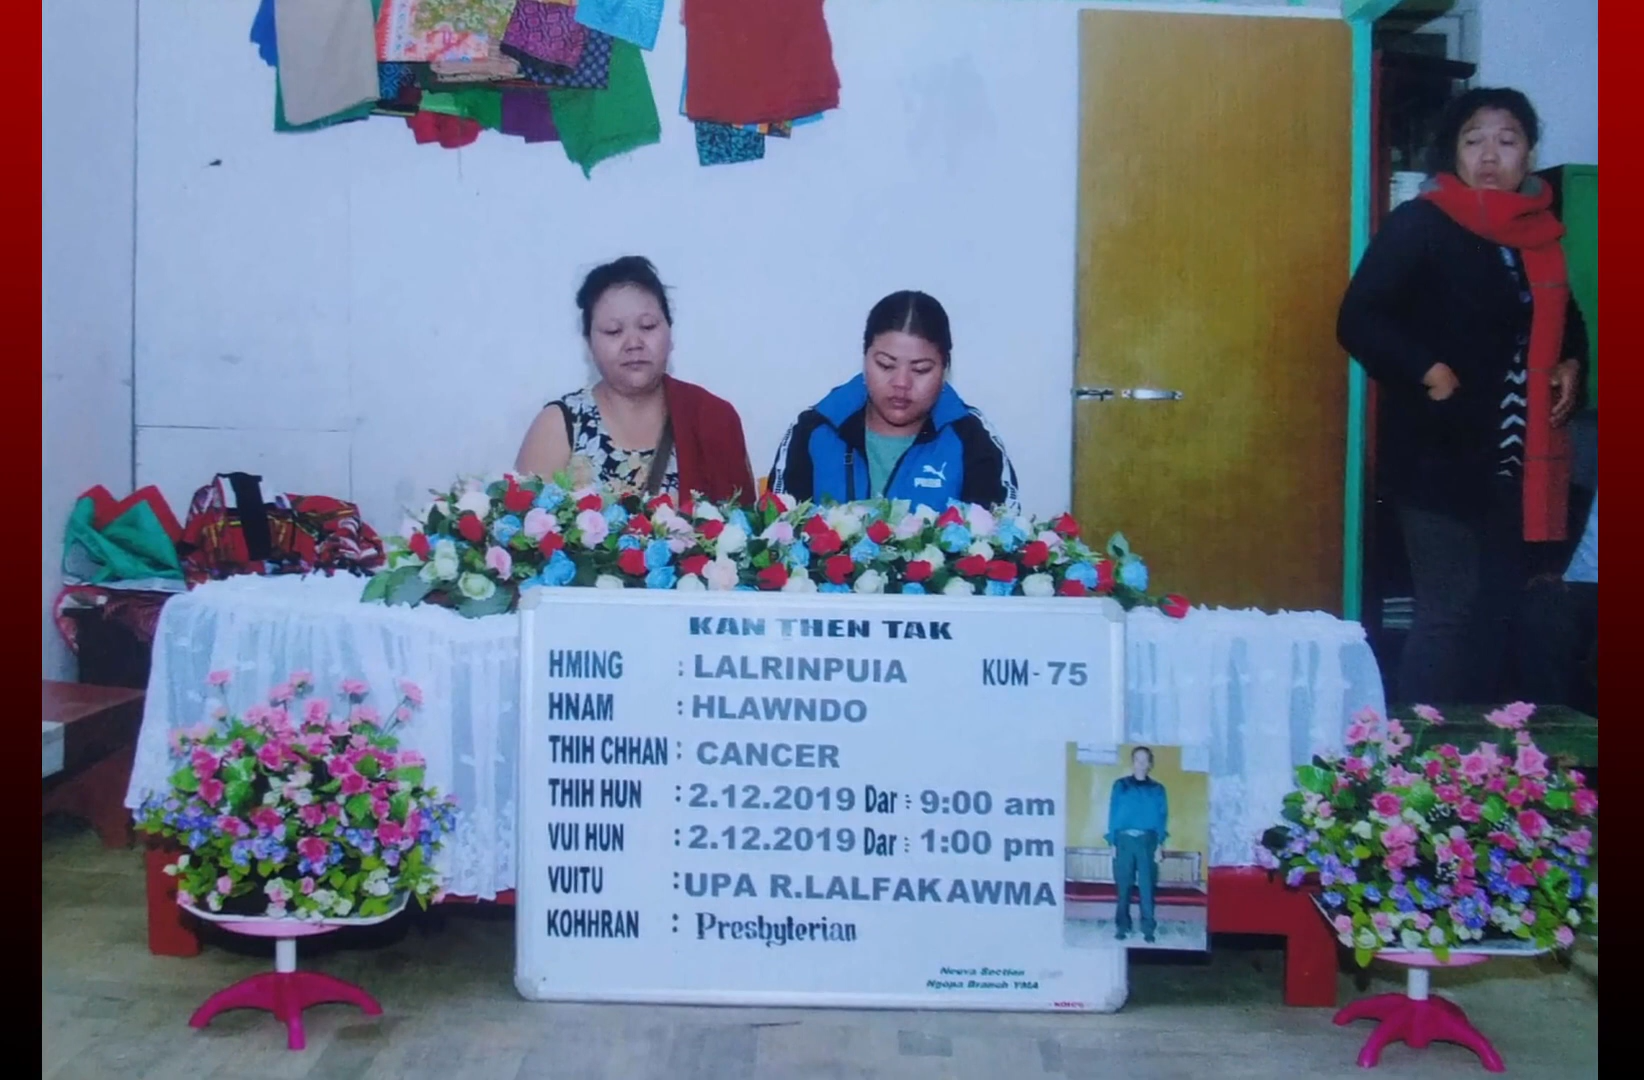 PUMA
KAN THEN TAK
HMING : LALRINPUIA KUM - 75
HNAM : HLAWNDO
THIH CHHAN : CANCER
THIH HUN : 2.12.2019 Dar : 9:00 am
VUI HUN : 2.12.2019 Dar : 1:00 pm
VUITU : UPA R.LALFAKAWMA
KOHHRAN : Presbyterian
Section
Ngopa Branch YMA